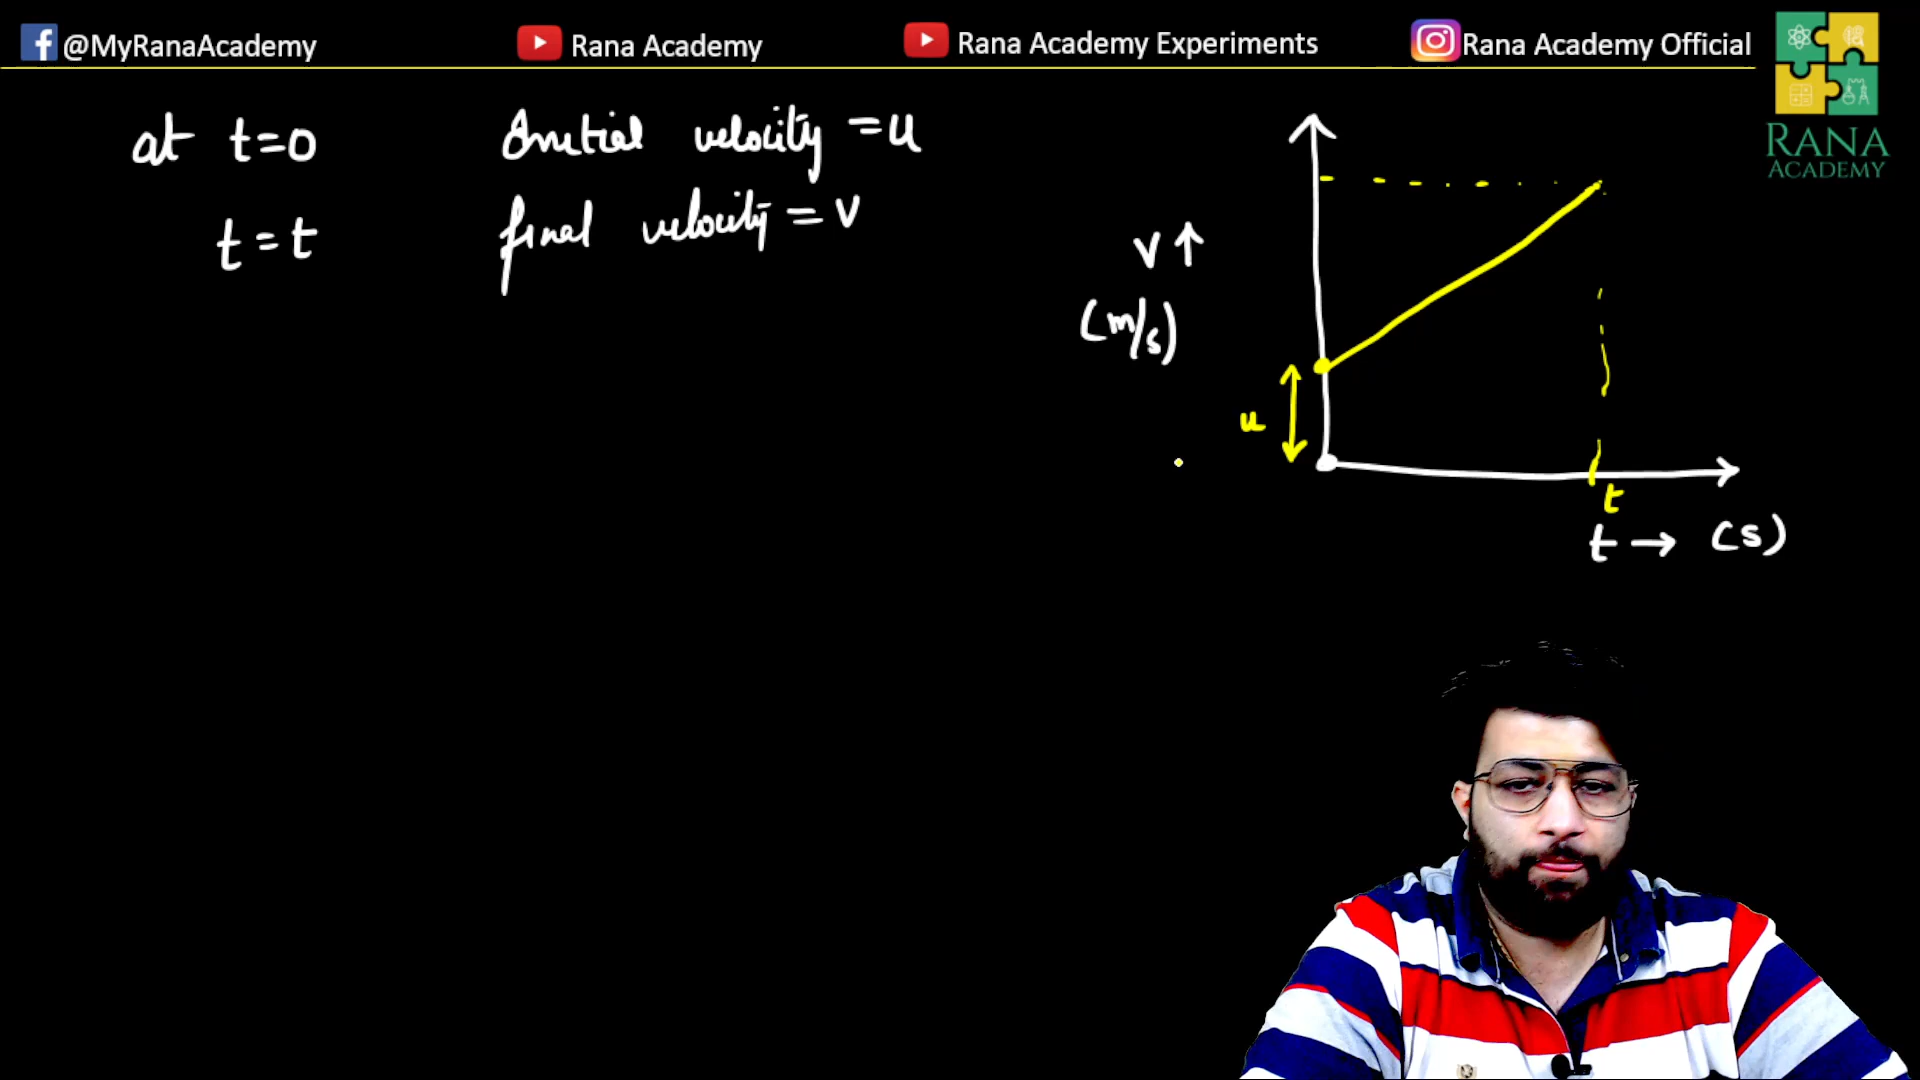 @MyRanaAcademy
Rana Academy
Rana Academy Experiments
Rana Academy Official
RANA
ACADEMY
at t=0 Initial velocity = u
t=t final velocity = v
v ↑
(m/s)
u
t
t → (s)